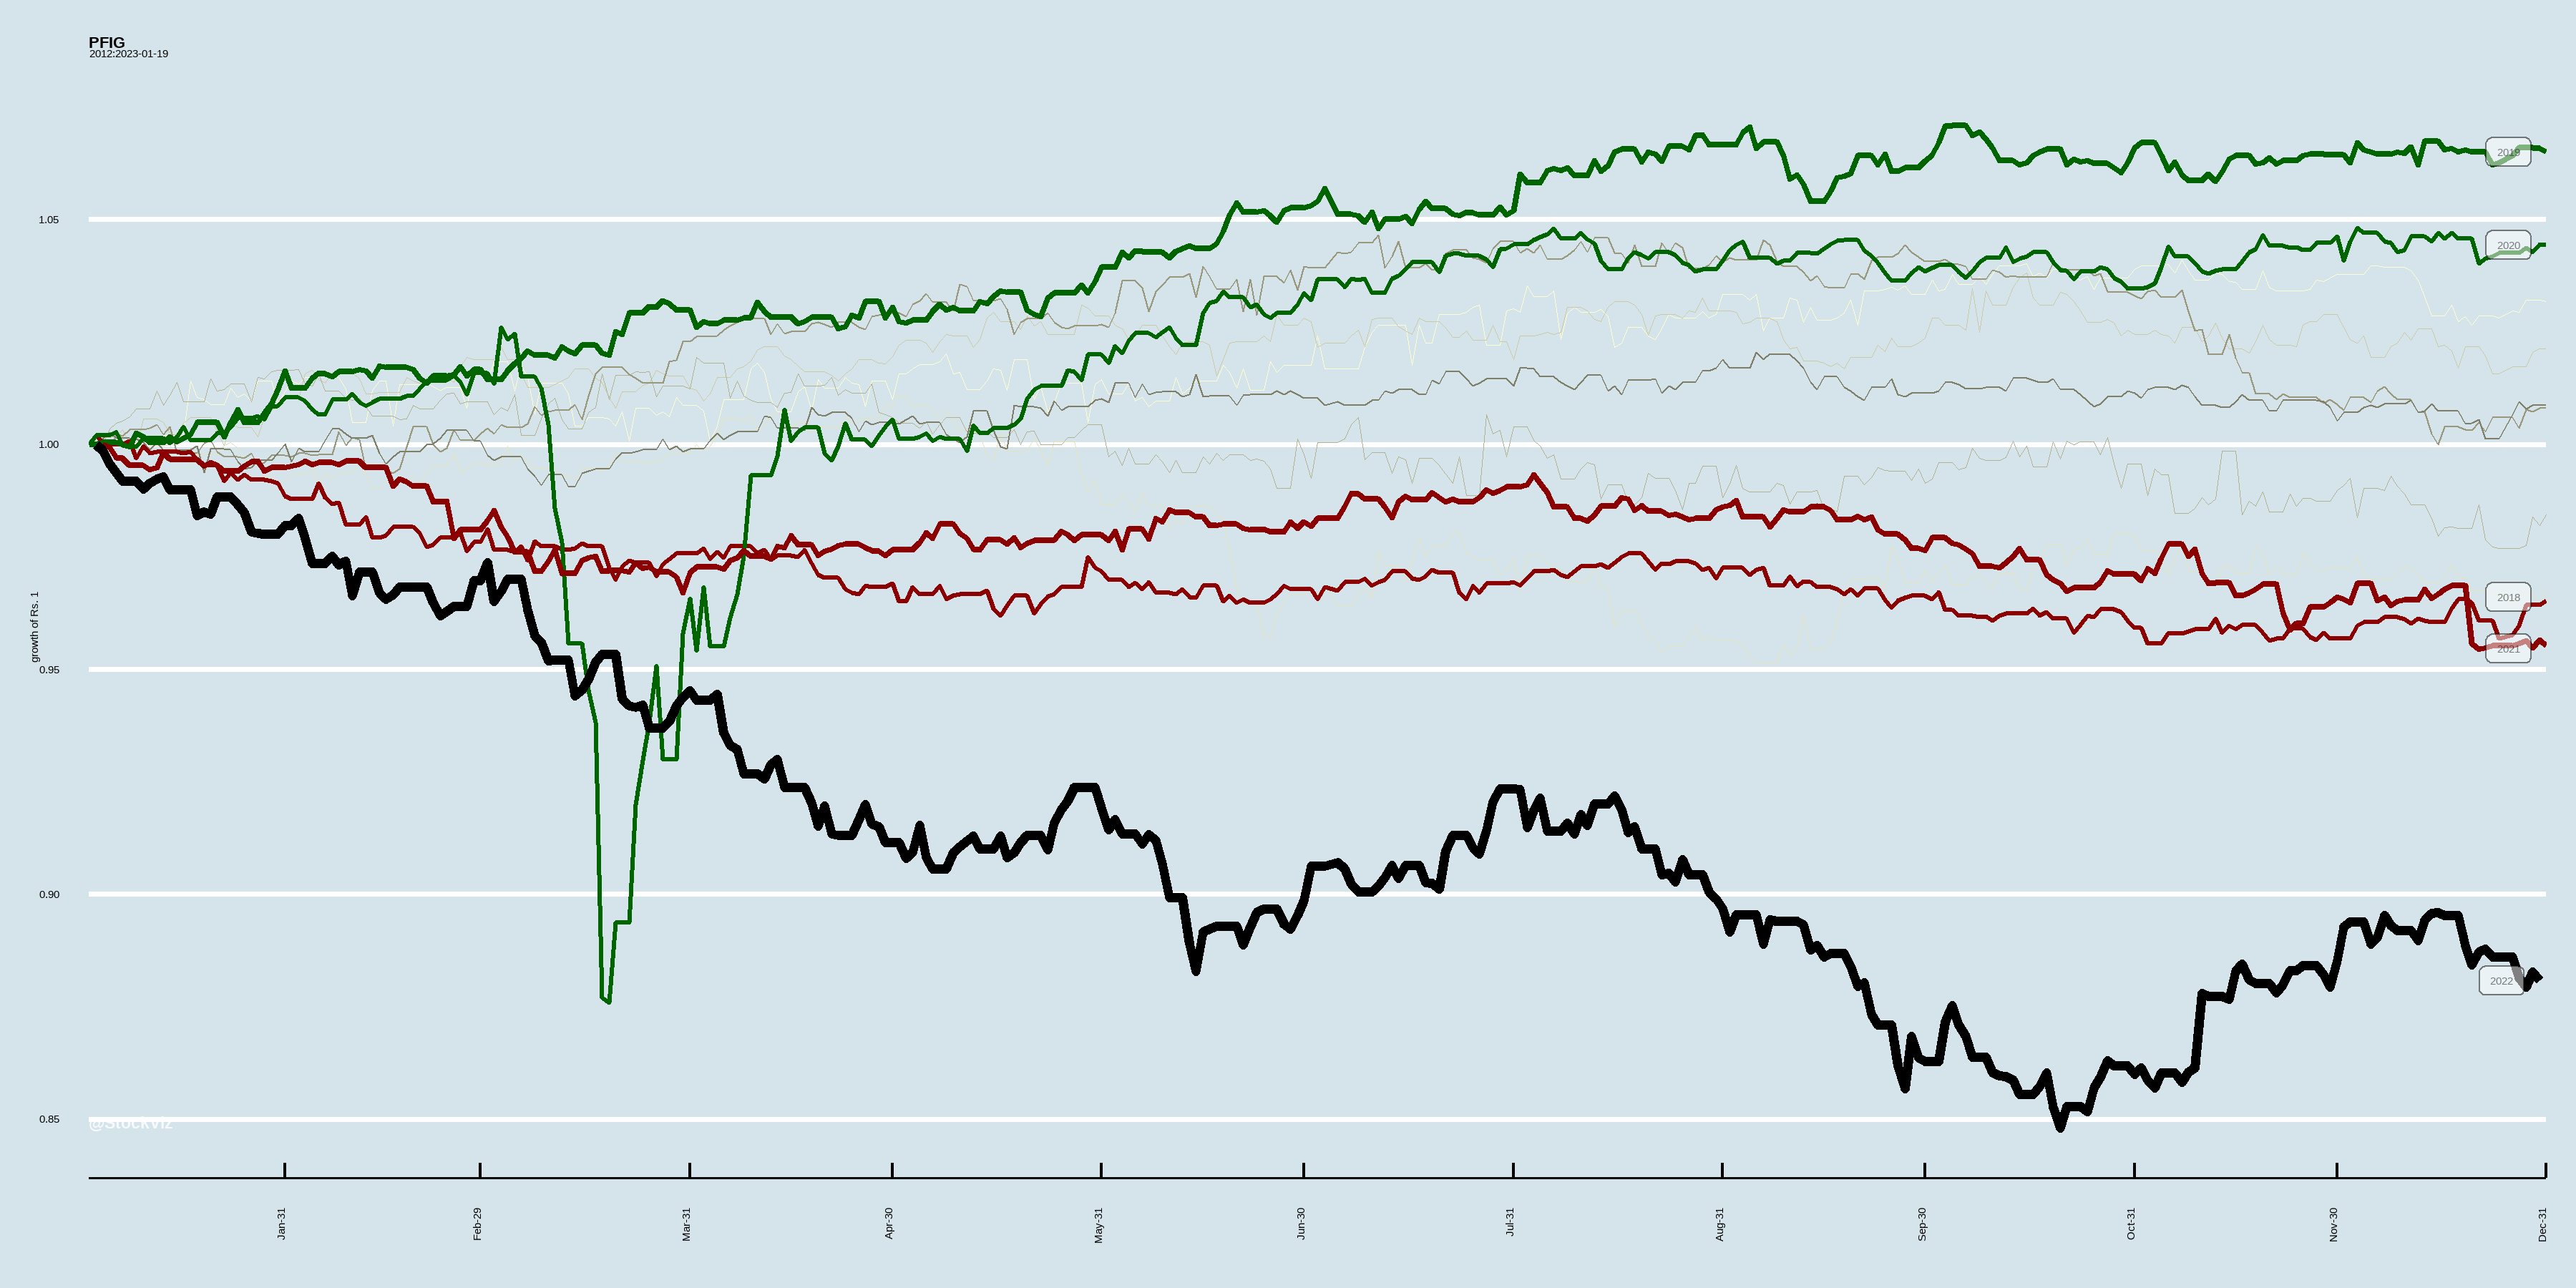 PFIG
2012:2023-01-19
2019
1.05
2020
1.00
growth of Rs. 1
2018
2021
0.95
0.90
2022
0.85
@StockViz
Jan-31
Feb-29
Mar-31
Apr-30
May-31
Jun-30
Jul-31
Aug-31
Sep-30
Oct-31
Nov-30
Dec-31